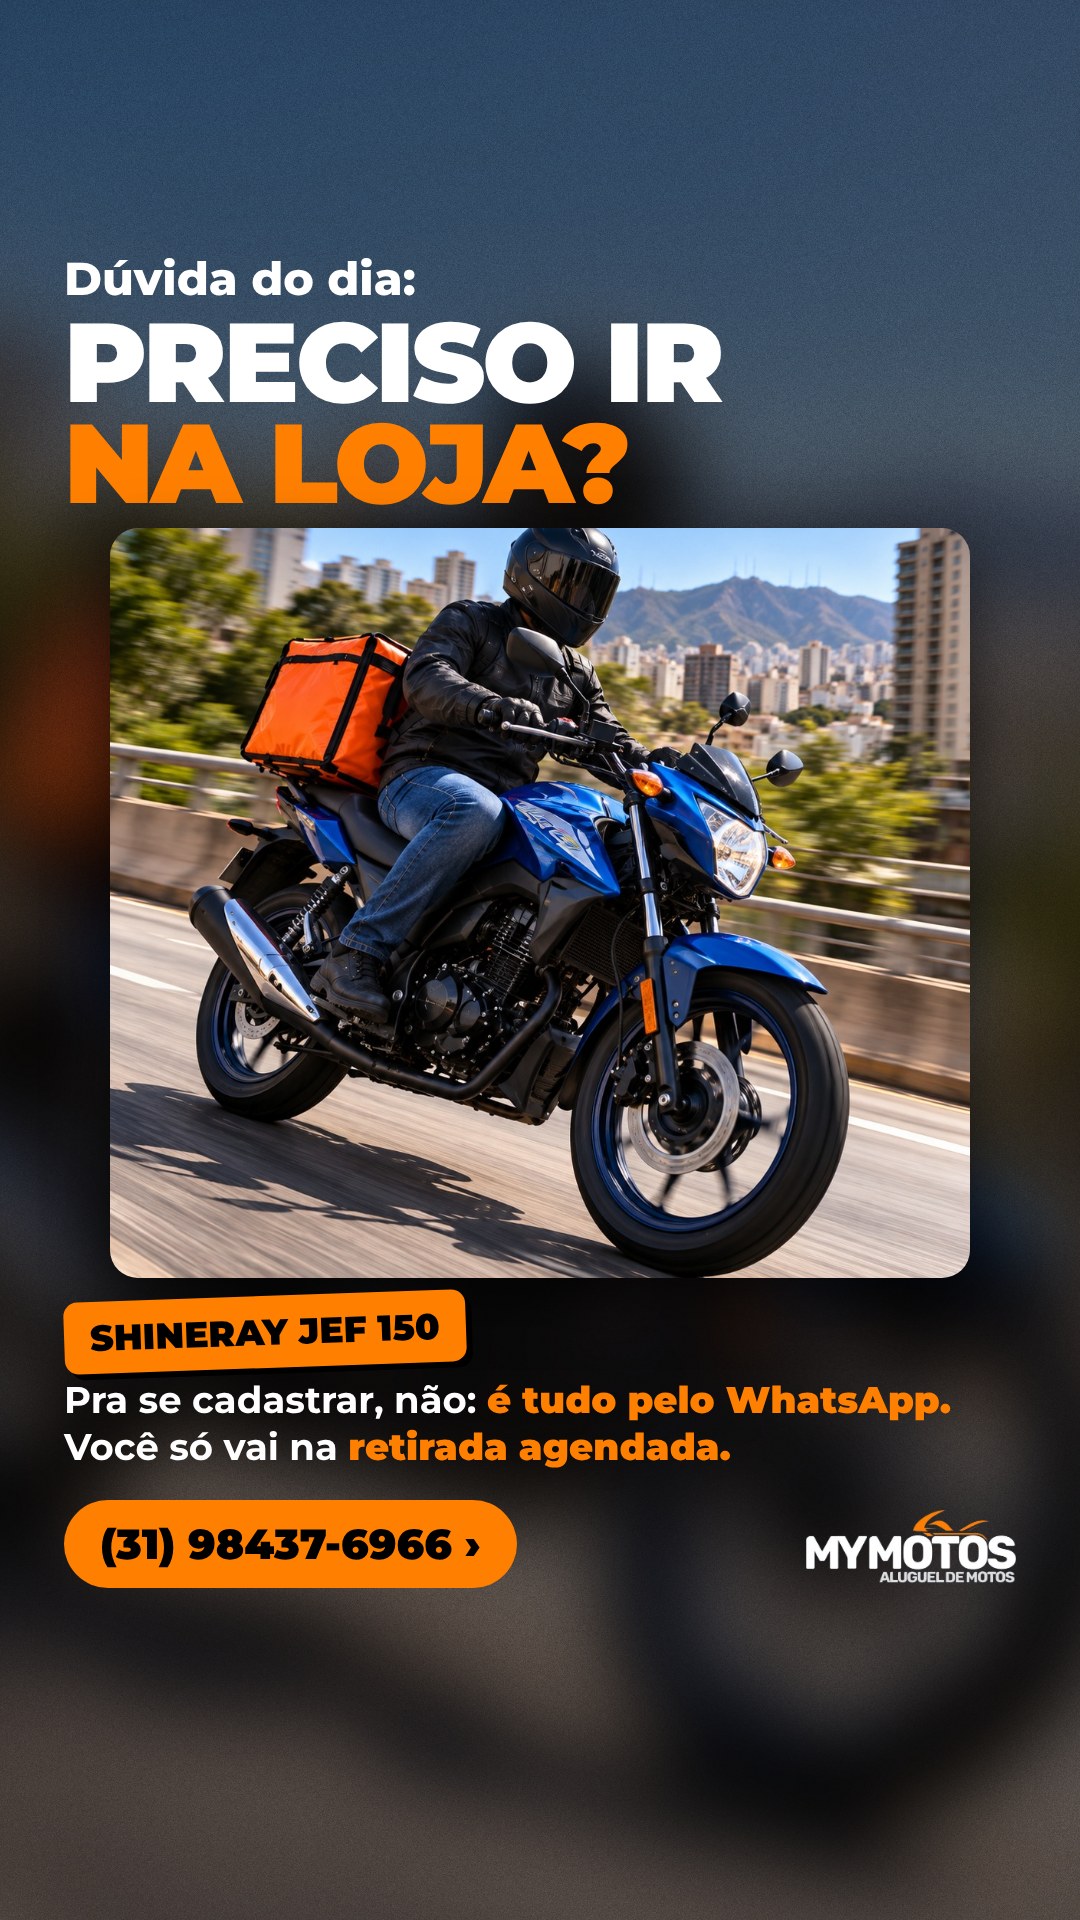 Dúvida do dia:
PRECISO IR
NA LOJA?
SHINERAY JEF 150
Pra se cadastrar, não: é tudo pelo WhatsApp.
Você só vai na retirada agendada.
(31) 98437-6966 ›
MYMOTOS
ALUGUEL DE MOTOS